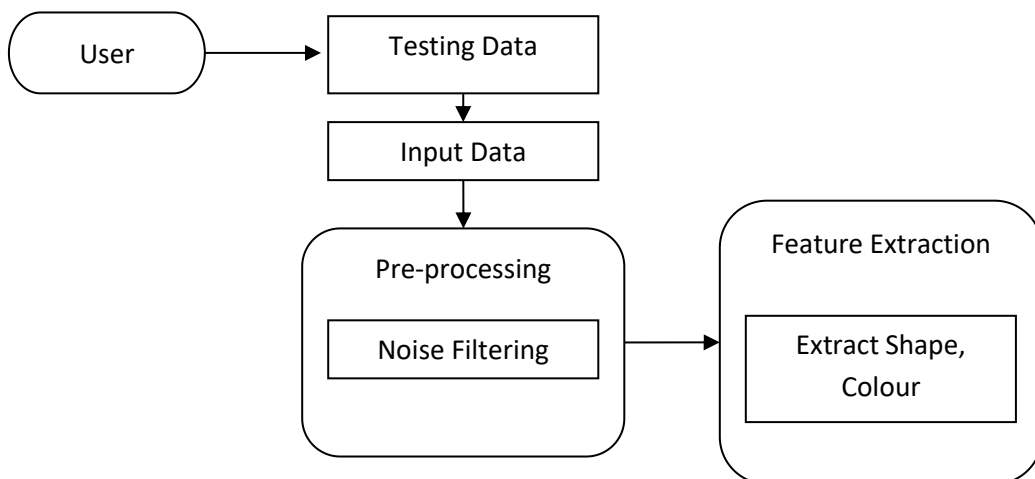 User
Testing Data
Input Data
Pre-processing
Noise Filtering
Feature Extraction
Extract Shape,
Colour